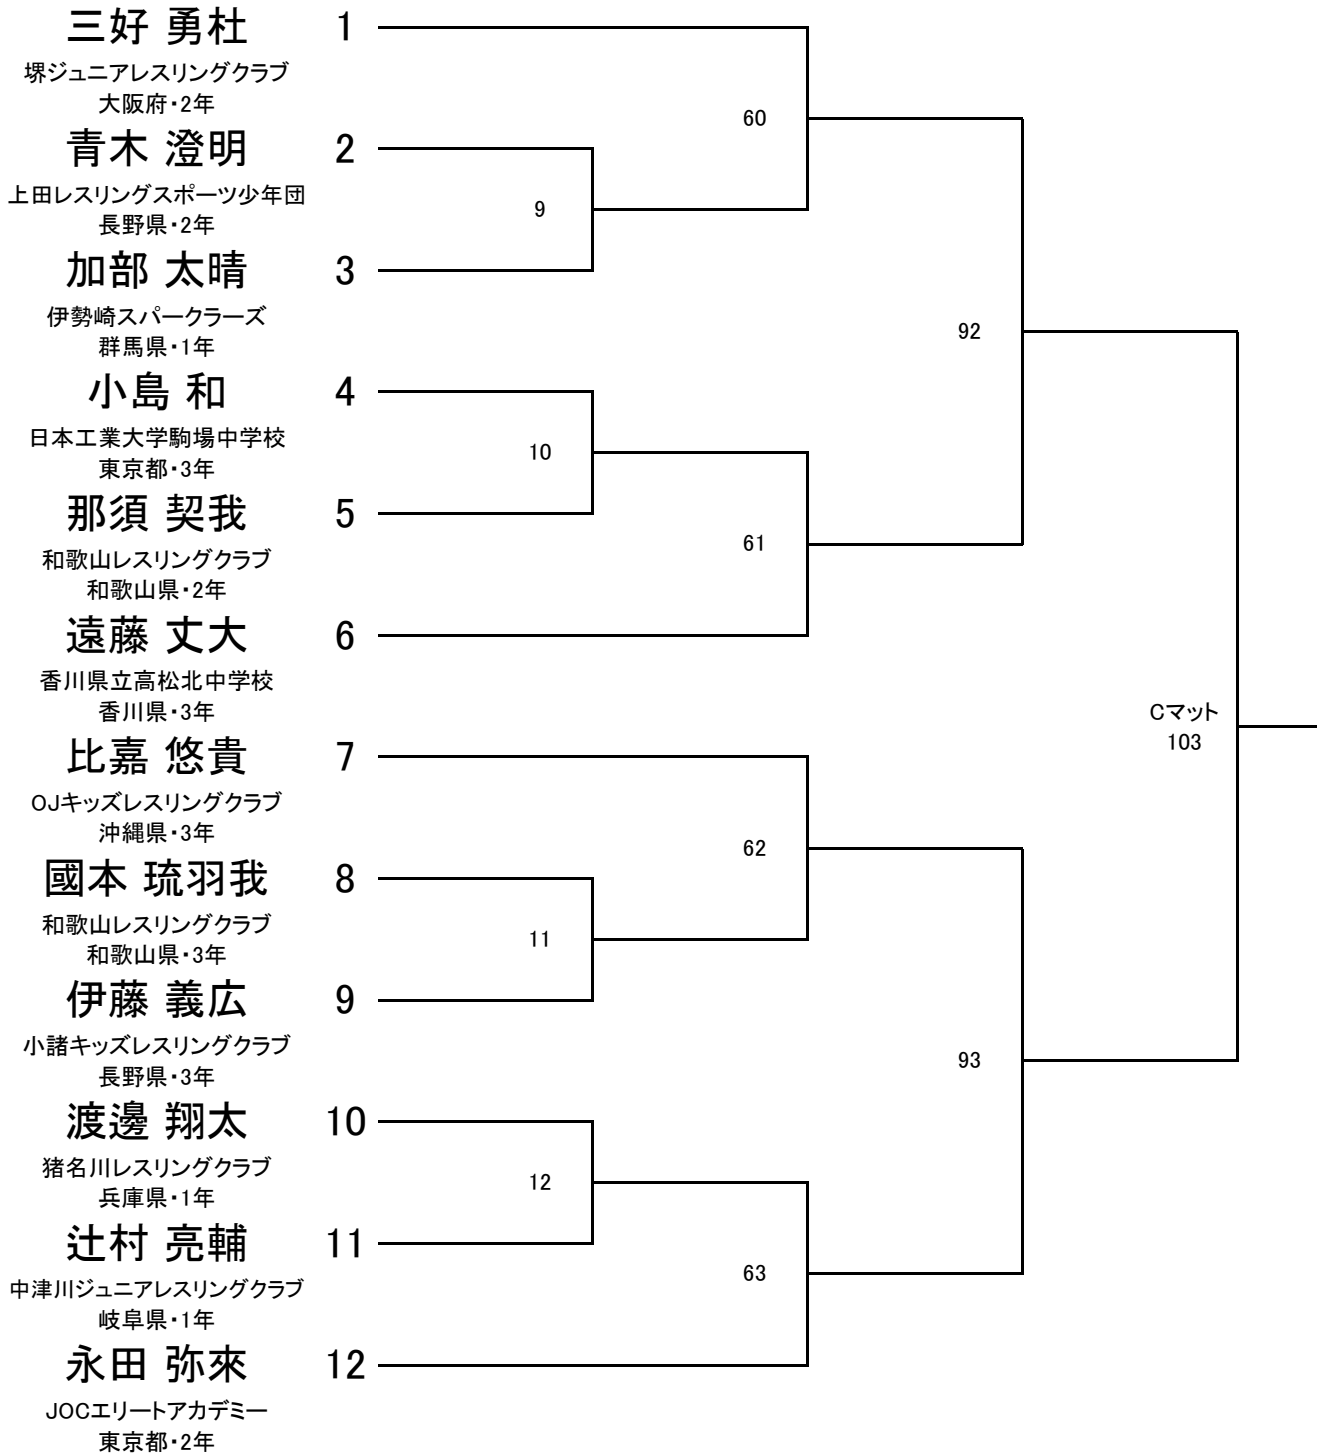 三好 勇杜 1
堺ジュニアレスリングクラブ
大阪府・2年
60
青木 澄明 2
上田レスリングスポーツ少年団
長野県・2年
9
加部 太晴 3
伊勢崎スパークラーズ
群馬県・1年
92
小島 和 4
日本工業大学駒場中学校
東京都・3年
10
那須 契我 5
和歌山レスリングクラブ
和歌山県・2年
61
遠藤 丈大 6
香川県立高松北中学校
香川県・3年
Cマット
103
比嘉 悠貴 7
OJキッズレスリングクラブ
沖縄県・3年
62
國本 琉羽我 8
和歌山レスリングクラブ
和歌山県・3年
11
伊藤 義広 9
小諸キッズレスリングクラブ
長野県・3年
93
渡邊 翔太 10
猪名川レスリングクラブ
兵庫県・1年
12
辻村 亮輔 11
中津川ジュニアレスリングクラブ
岐阜県・1年
63
永田 弥來 12
JOCエリートアカデミー
東京都・2年